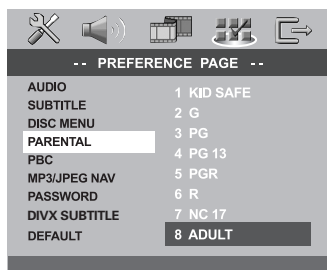 -- PREFERENCE PAGE --
AUDIO
SUBTITLE
DISC MENU
PARENTAL
PBC
MP3/JPEG NAV
PASSWORD
DIVX SUBTITLE
DEFAULT
1 KID SAFE
2 G
3 PG
4 PG 13
5 PGR
6 R
7 NC 17
8 ADULT